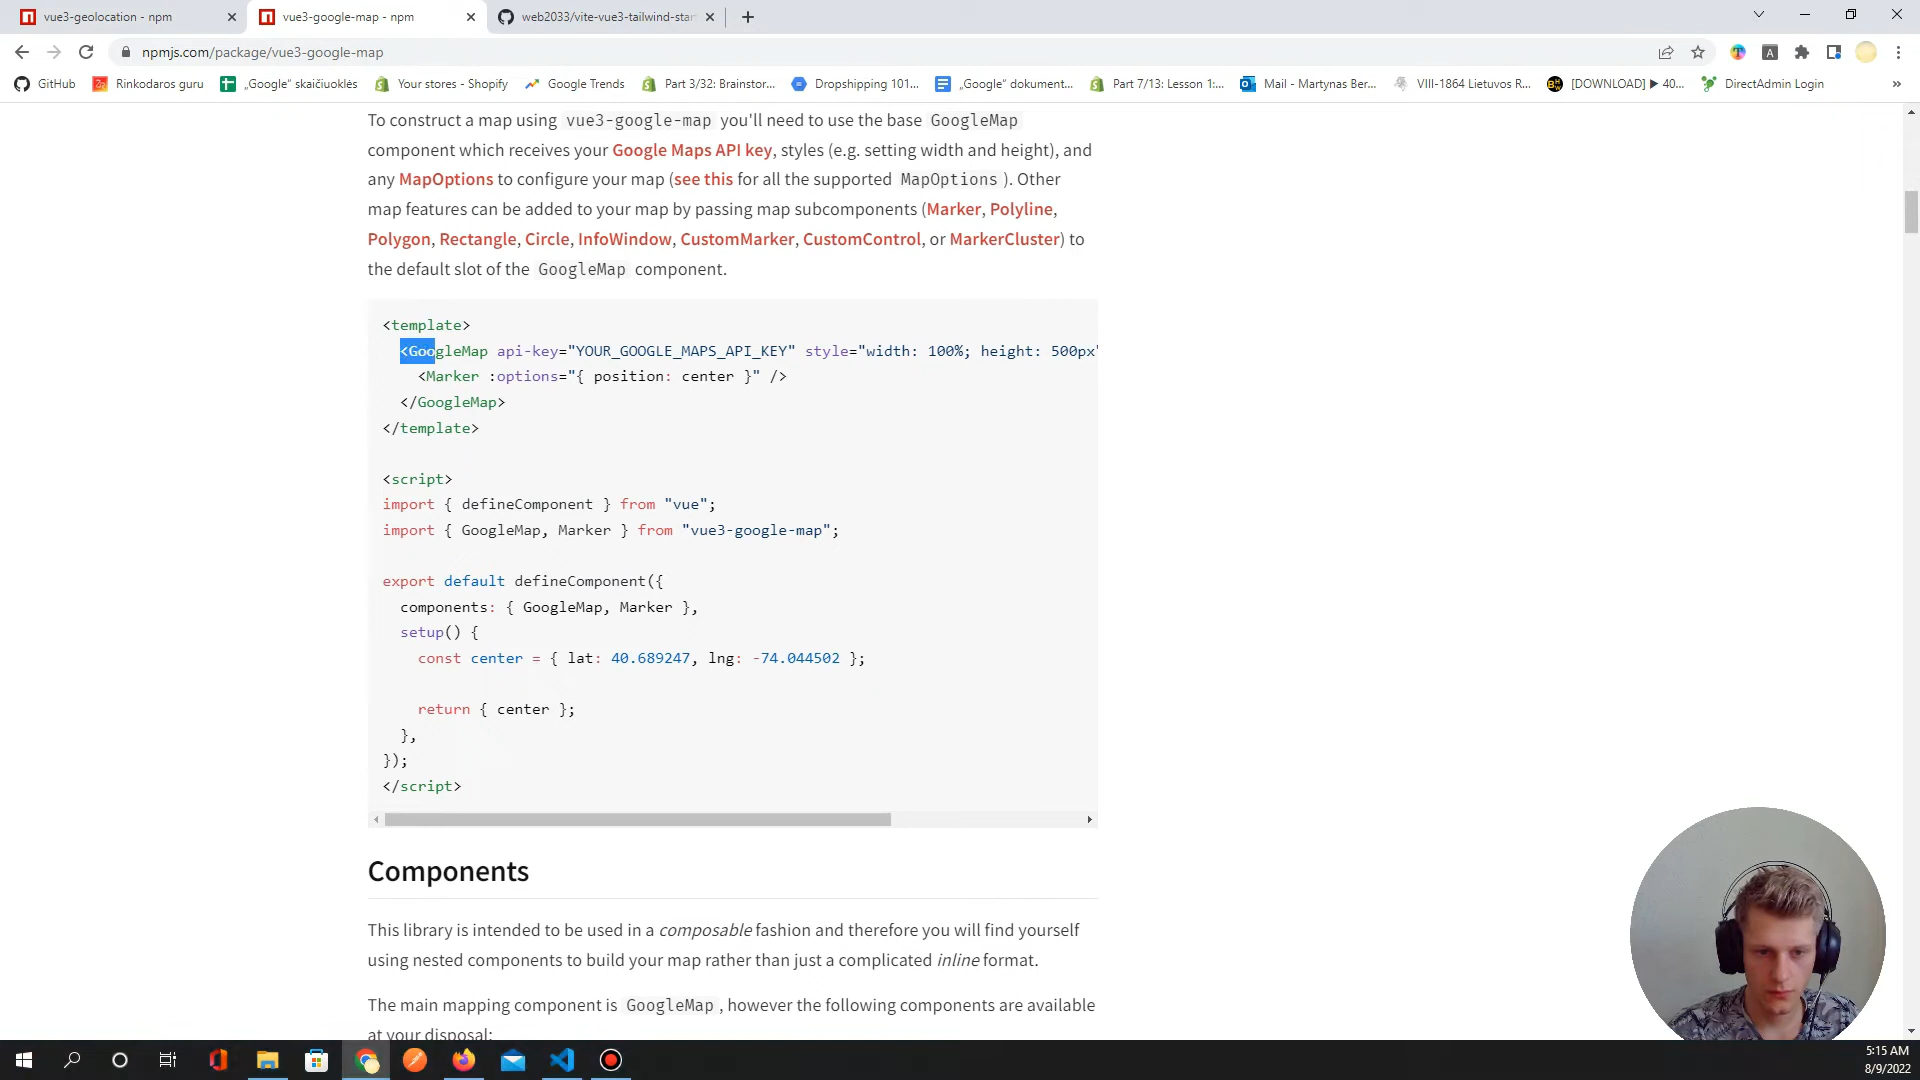 vue3-geolocation - npm
vue3-google-map - npm
web2033/vite-vue3-tailwind-star
npmjs.com/package/vue3-google-map
GitHub
Rinkodaros guru
„Google“ skaičiuoklės
Your stores - Shopify
Google Trends
Part 3/32: Brainstor...
Dropshipping 101...
„Google“ dokument...
Part 7/13: Lesson 1:...
Mail - Martynas Ber...
VIII-1864 Lietuvos R...
[DOWNLOAD] ▶ 40...
DirectAdmin Login
»
To construct a map using vue3-google-map you'll need to use the base GoogleMap
component which receives your Google Maps API key, styles (e.g. setting width and height), and
any MapOptions to configure your map (see this for all the supported MapOptions ). Other
map features can be added to your map by passing map subcomponents (Marker, Polyline,
Polygon, Rectangle, Circle, InfoWindow, CustomMarker, CustomControl, or MarkerCluster) to
the default slot of the GoogleMap component.
<template>
<GoogleMap api-key="YOUR_GOOGLE_MAPS_API_KEY" style="width: 100%; height: 500px"
<Marker :options="{ position: center }" />
</GoogleMap>
</template>
<script>
import { defineComponent } from "vue";
import { GoogleMap, Marker } from "vue3-google-map";
export default defineComponent({
components: { GoogleMap, Marker },
setup() {
const center = { lat: 40.689247, lng: -74.044502 };
return { center };
},
});
</script>
Components
This library is intended to be used in a composable fashion and therefore you will find yourself
using nested components to build your map rather than just a complicated inline format.
The main mapping component is GoogleMap , however the following components are available
at your disposal:
5:15 AM
8/9/2022